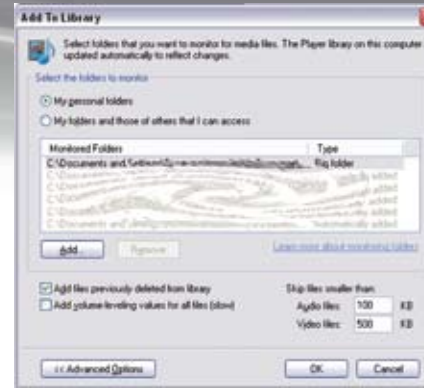 Add To Library
Select folders that you want to monitor for media files. The Player library on this computer
updated automatically to reflect changes.
Select the folders to monitor
My personal folders
My folders and those of others that I can access
Monitored Folders Type
C:\Documents and folder
Add... Remove Learn more about monitoring folders
Add files previously deleted from library
Add volume-leveling values for all files (slow)
Skip files smaller than:
Audio files: 100 KB
Video files: 500 KB
<< Advanced Options OK Cancel